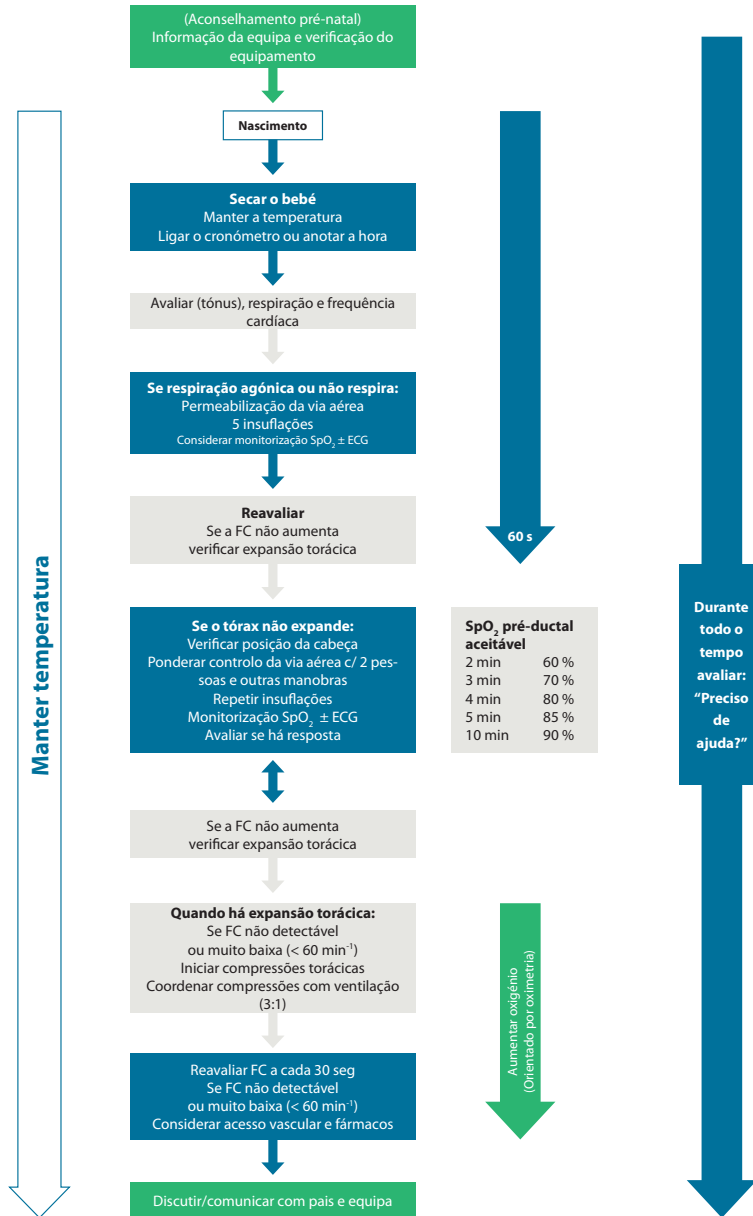 (Aconselhamento pré-natal)
Informação da equipa e verificação do
equipamento
Nascimento
Secar o bebé
Manter a temperatura
Ligar o cronómetro ou anotar a hora
Avaliar (tónus), respiração e frequência
cardíaca
Se respiração agónica ou não respira:
Permeabilização da via aérea
5 insuflações
Considerar monitorização SpO₂ ± ECG
Reavaliar
Se a FC não aumenta
verificar expansão torácica
60 s
Se o tórax não expande:
Verificar posição da cabeça
Ponderar controlo da via aérea c/ 2 pes-
soas e outras manobras
Repetir insuflações
Monitorização SpO₂ ± ECG
Avaliar se há resposta
SpO₂ pré-ductal
aceitável
2 min 60 %
3 min 70 %
4 min 80 %
5 min 85 %
10 min 90 %
Durante
todo o
tempo
avaliar:
“Preciso
de
ajuda?”
Manter temperatura
Se a FC não aumenta
verificar expansão torácica
Quando há expansão torácica:
Se FC não detectável
ou muito baixa (< 60 min⁻¹)
Iniciar compressões torácicas
Coordenar compressões com ventilação
(3:1)
Aumentar oxigénio
(Orientado por oximetria)
Reavaliar FC a cada 30 seg
Se FC não detectável
ou muito baixa (< 60 min⁻¹)
Considerar acesso vascular e fármacos
Discutir/comunicar com pais e equipa